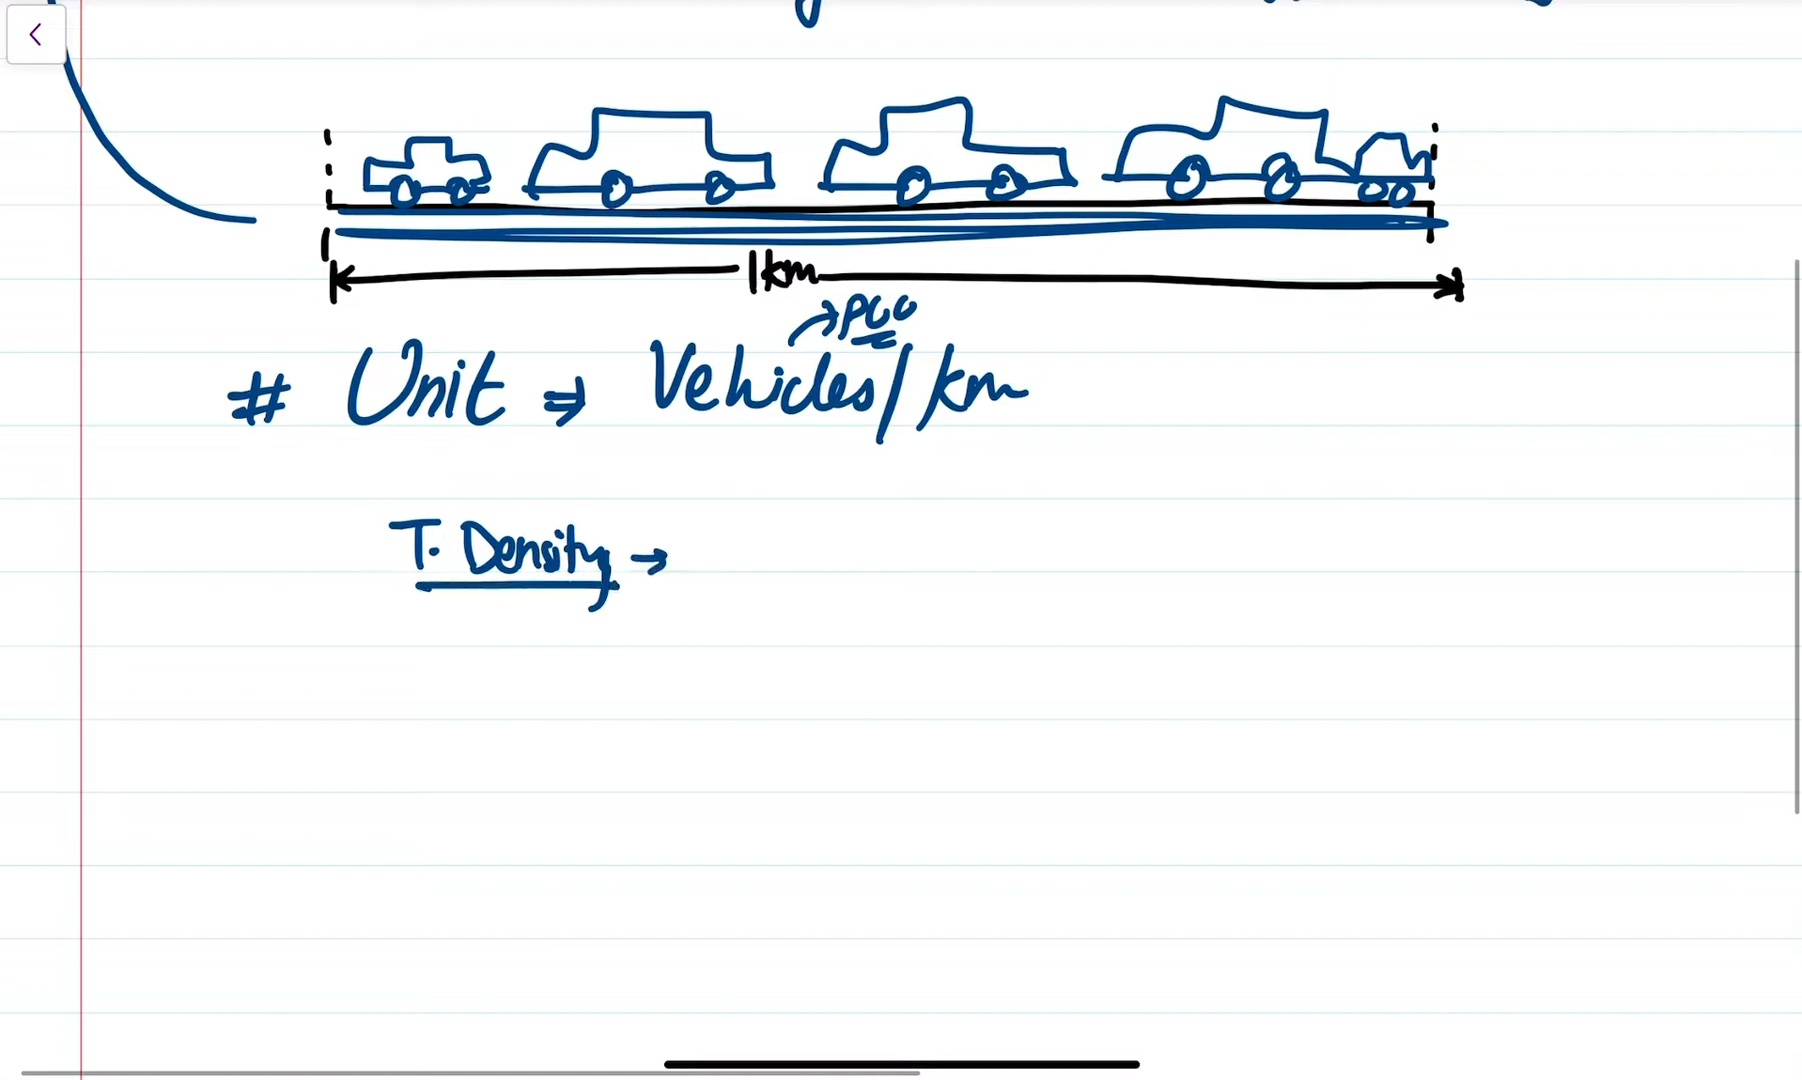 1km
PCU
# Unit ⇒ Vehicles/km
T. Density →